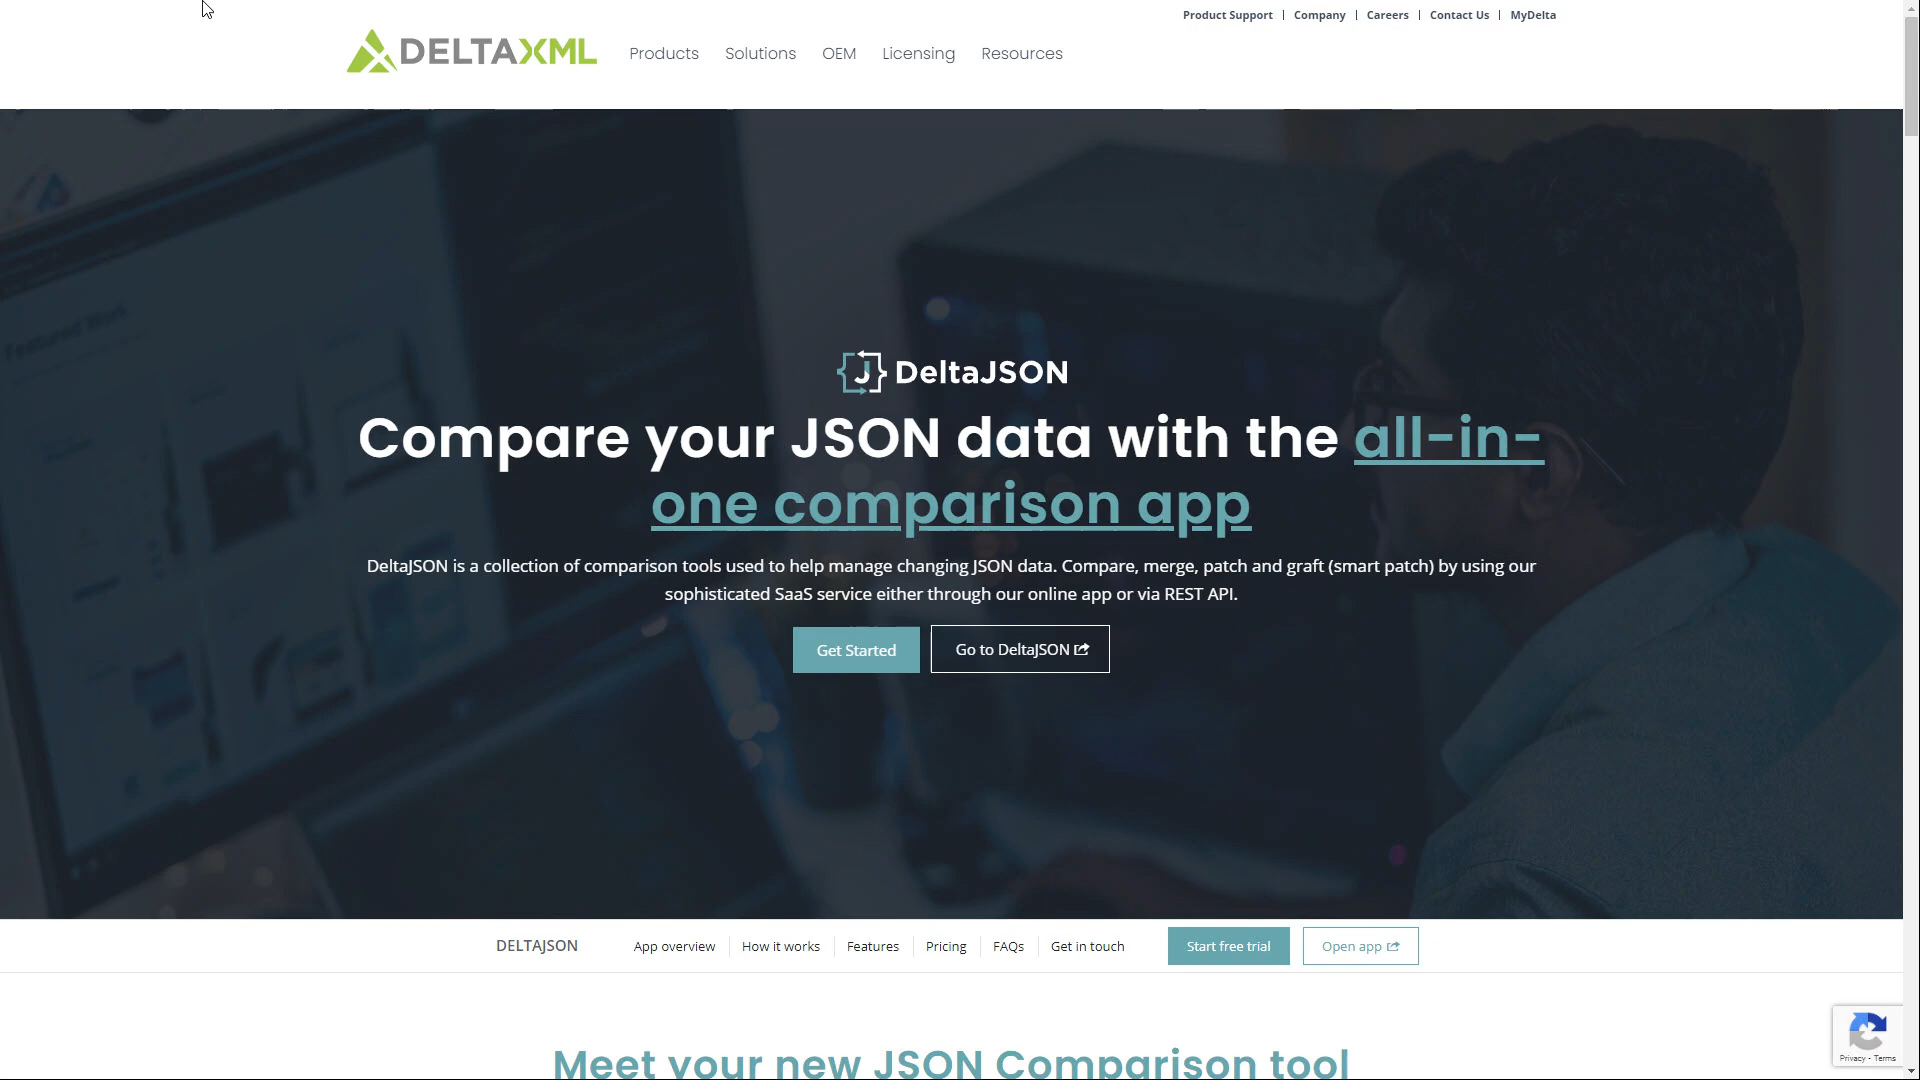 Product Support | Company | Careers | Contact Us | MyDelta
DELTAXML
Products Solutions OEM Licensing Resources
Featured Work
{J} DeltaJSON
Compare your JSON data with the all-in-
one comparison app
DeltaJSON is a collection of comparison tools used to help manage changing JSON data. Compare, merge, patch and graft (smart patch) by using our
sophisticated SaaS service either through our online app or via REST API.
Get Started Go to DeltaJSON
DELTAJSON App overview How it works Features Pricing FAQs Get in touch Start free trial Open app
Meet your new JSON Comparison tool
Privacy - Terms